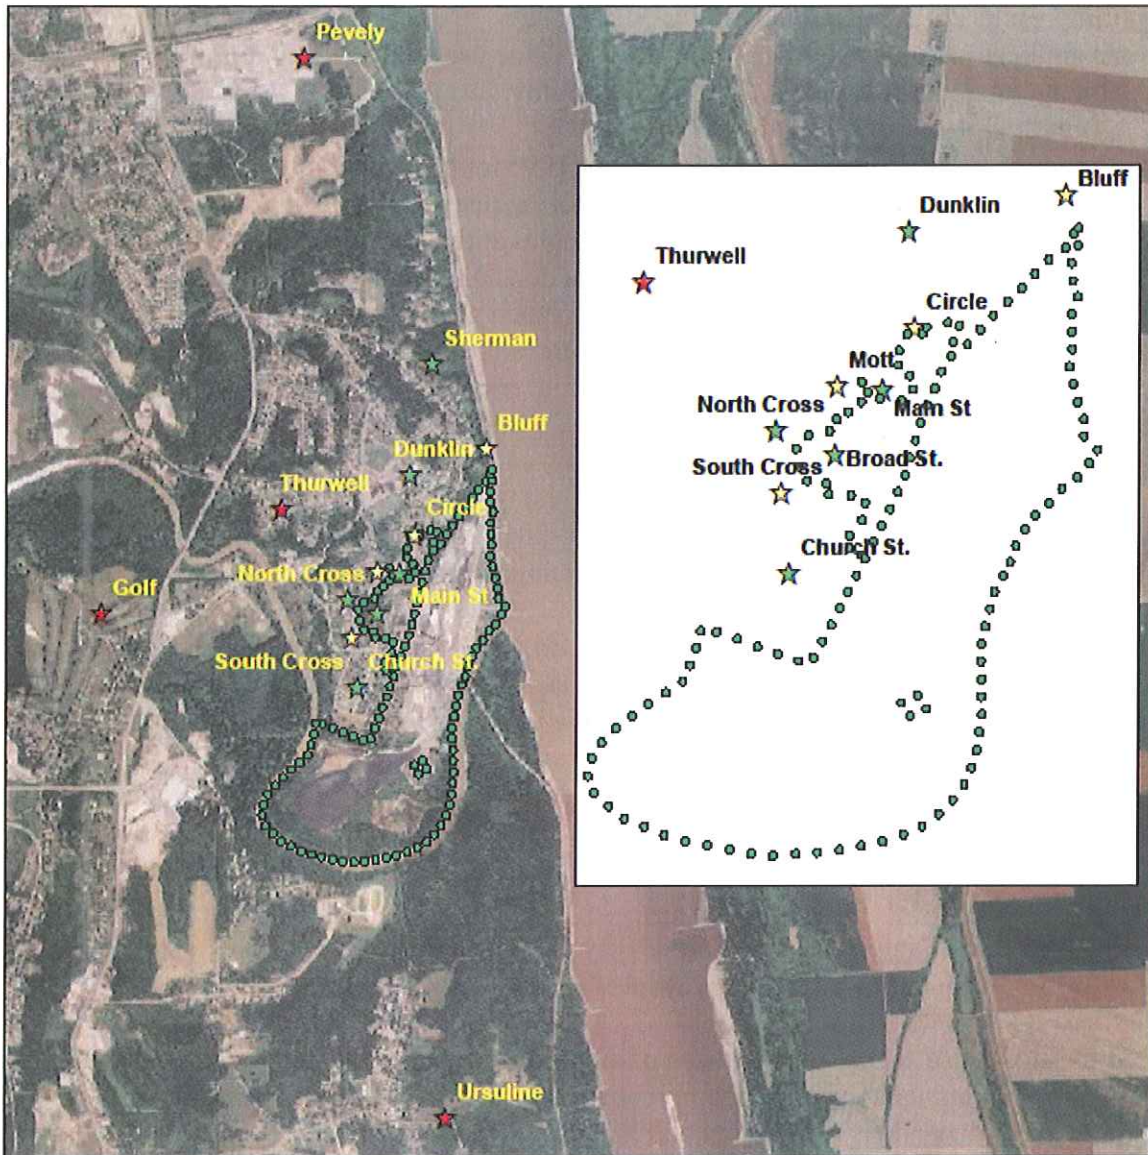 Pevely
Sherman
Bluff
Dunklin
Thurwell
Circle
North Cross
Golf
Main St
South Cross
Church St.
Ursuline
Bluff
Dunklin
Thurwell
Circle
Mott
North Cross
Main St
South Cross
Broad St.
Church St.